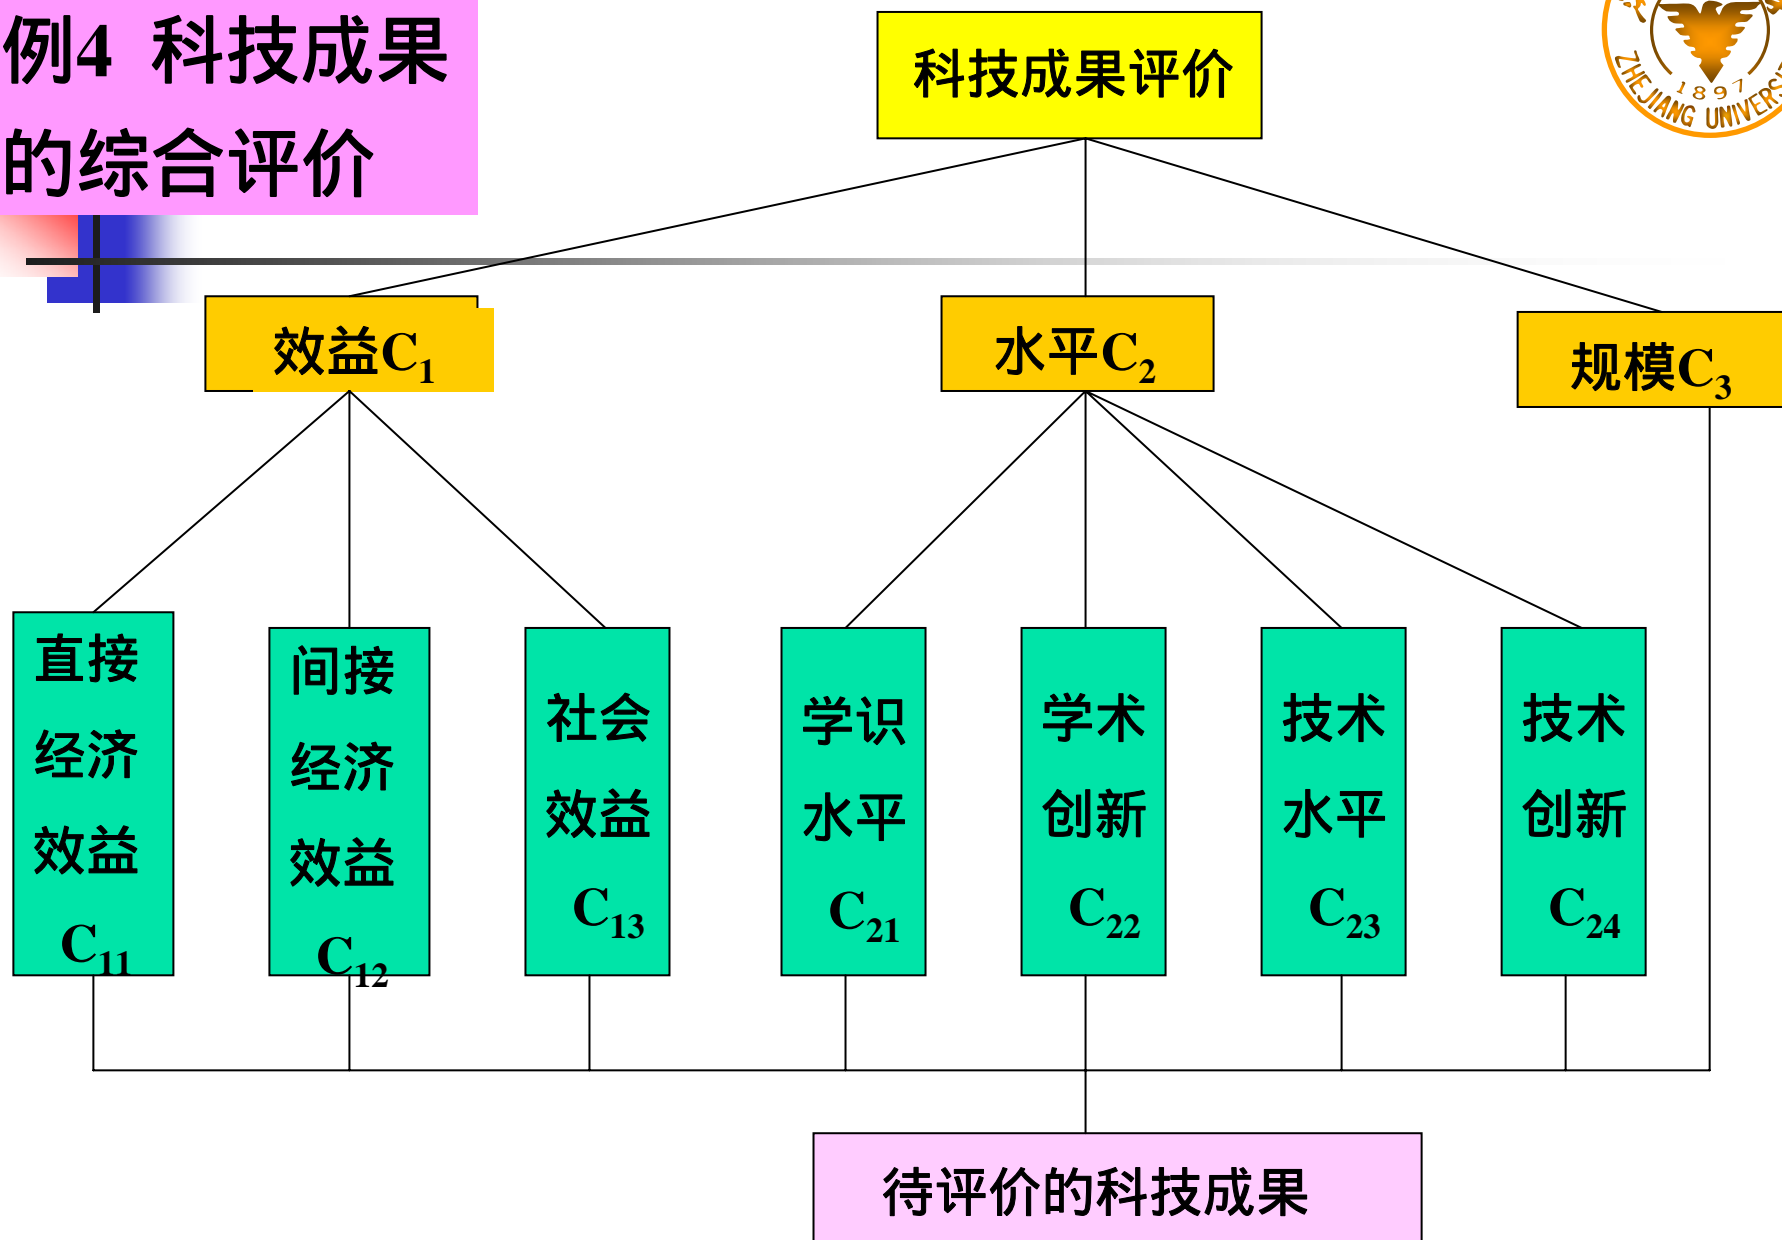 例4 科技成果
的综合评价
科技成果评价
ZHEJIANG UNIVERS
1897
效益C₁
水平C₂
规模C₃
直接
经济
效益
C₁₁
间接
经济
效益
C₁₂
社会
效益
C₁₃
学识
水平
C₂₁
学术
创新
C₂₂
技术
水平
C₂₃
技术
创新
C₂₄
待评价的科技成果